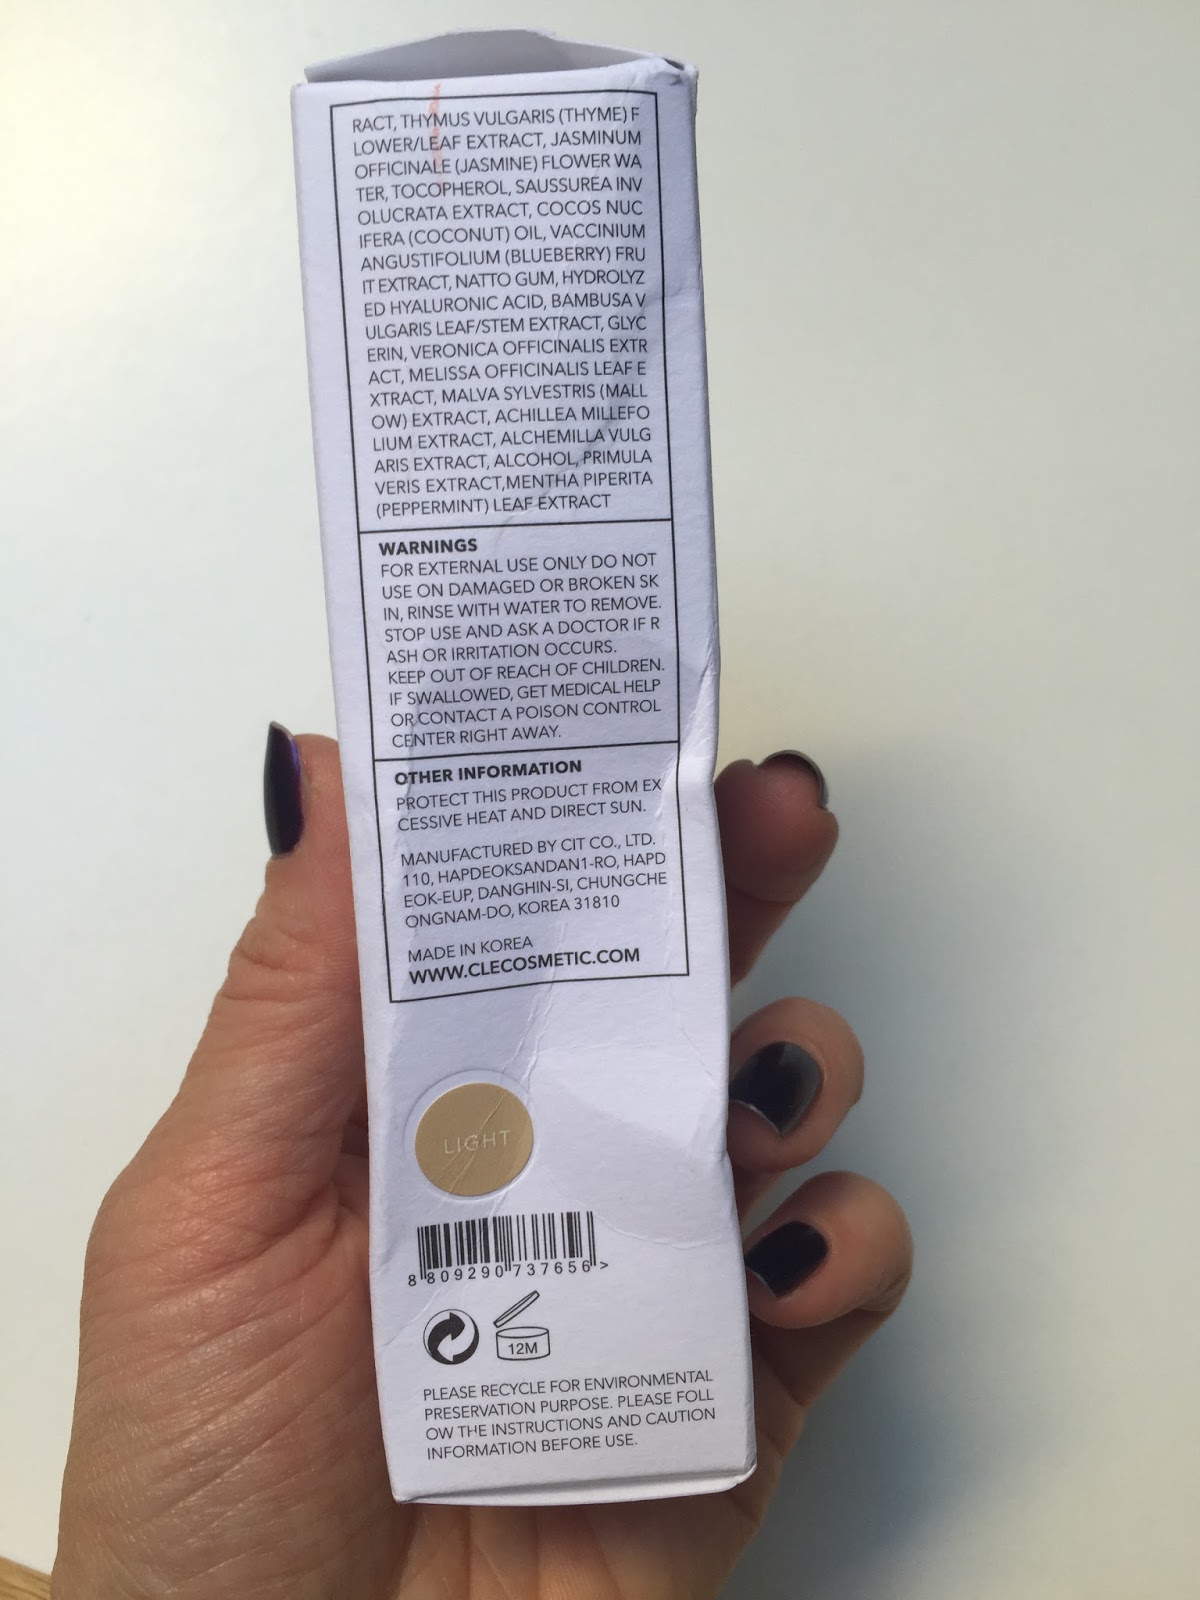 RACT, THYMUS VULGARIS (THYME) F
LOWER/LEAF EXTRACT, JASMINUM
OFFICINALE (JASMINE) FLOWER WA
TER, TOCOPHEROL, SAUSSUREA INV
OLUCRATA EXTRACT, COCOS NUC
IFERA (COCONUT) OIL, VACCINIUM
ANGUSTIFOLIUM (BLUEBERRY) FRU
IT EXTRACT, NATTO GUM, HYDROLYZ
ED HYALURONIC ACID, BAMBUSA V
ULGARIS LEAF/STEM EXTRACT, GLYC
ERIN, VERONICA OFFICINALIS EXTR
ACT, MELISSA OFFICINALIS LEAF E
XTRACT, MALVA SYLVESTRIS (MALL
OW) EXTRACT, ACHILLEA MILLEFO
LIUM EXTRACT, ALCHEMILLA VULG
ARIS EXTRACT, ALCOHOL, PRIMULA
VERIS EXTRACT,MENTHA PIPERITA
(PEPPERMINT) LEAF EXTRACT
WARNINGS
FOR EXTERNAL USE ONLY DO NOT
USE ON DAMAGED OR BROKEN SK
IN, RINSE WITH WATER TO REMOVE.
STOP USE AND ASK A DOCTOR IF R
ASH OR IRRITATION OCCURS.
KEEP OUT OF REACH OF CHILDREN.
IF SWALLOWED, GET MEDICAL HELP
OR CONTACT A POISON CONTROL
CENTER RIGHT AWAY.
OTHER INFORMATION
PROTECT THIS PRODUCT FROM EX
CESSIVE HEAT AND DIRECT SUN.
MANUFACTURED BY CIT CO., LTD.
110, HAPDEOKSANDAN1-RO, HAPD
EOK-EUP, DANGHIN-SI, CHUNGCHE
ONGNAM-DO, KOREA 31810
MADE IN KOREA
WWW.CLECOSMETIC.COM
LIGHT
8 809290 737656 >
12M
PLEASE RECYCLE FOR ENVIRONMENTAL
PRESERVATION PURPOSE. PLEASE FOLL
OW THE INSTRUCTIONS AND CAUTION
INFORMATION BEFORE USE.